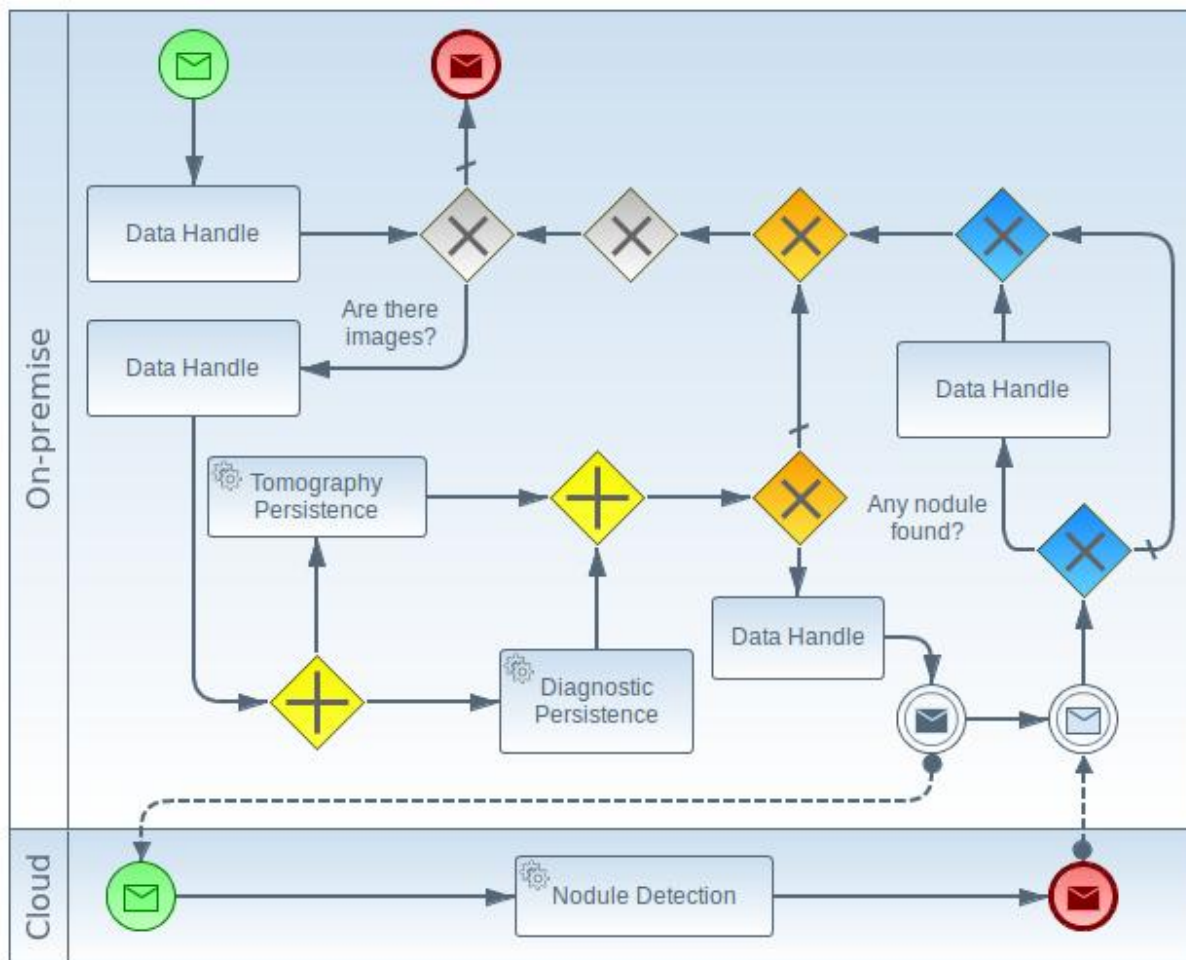 On-premise
Data Handle
Are there
images?
Data Handle
Data Handle
Tomography
Persistence
Any nodule
found?
Data Handle
Diagnostic
Persistence
Cloud
Nodule Detection